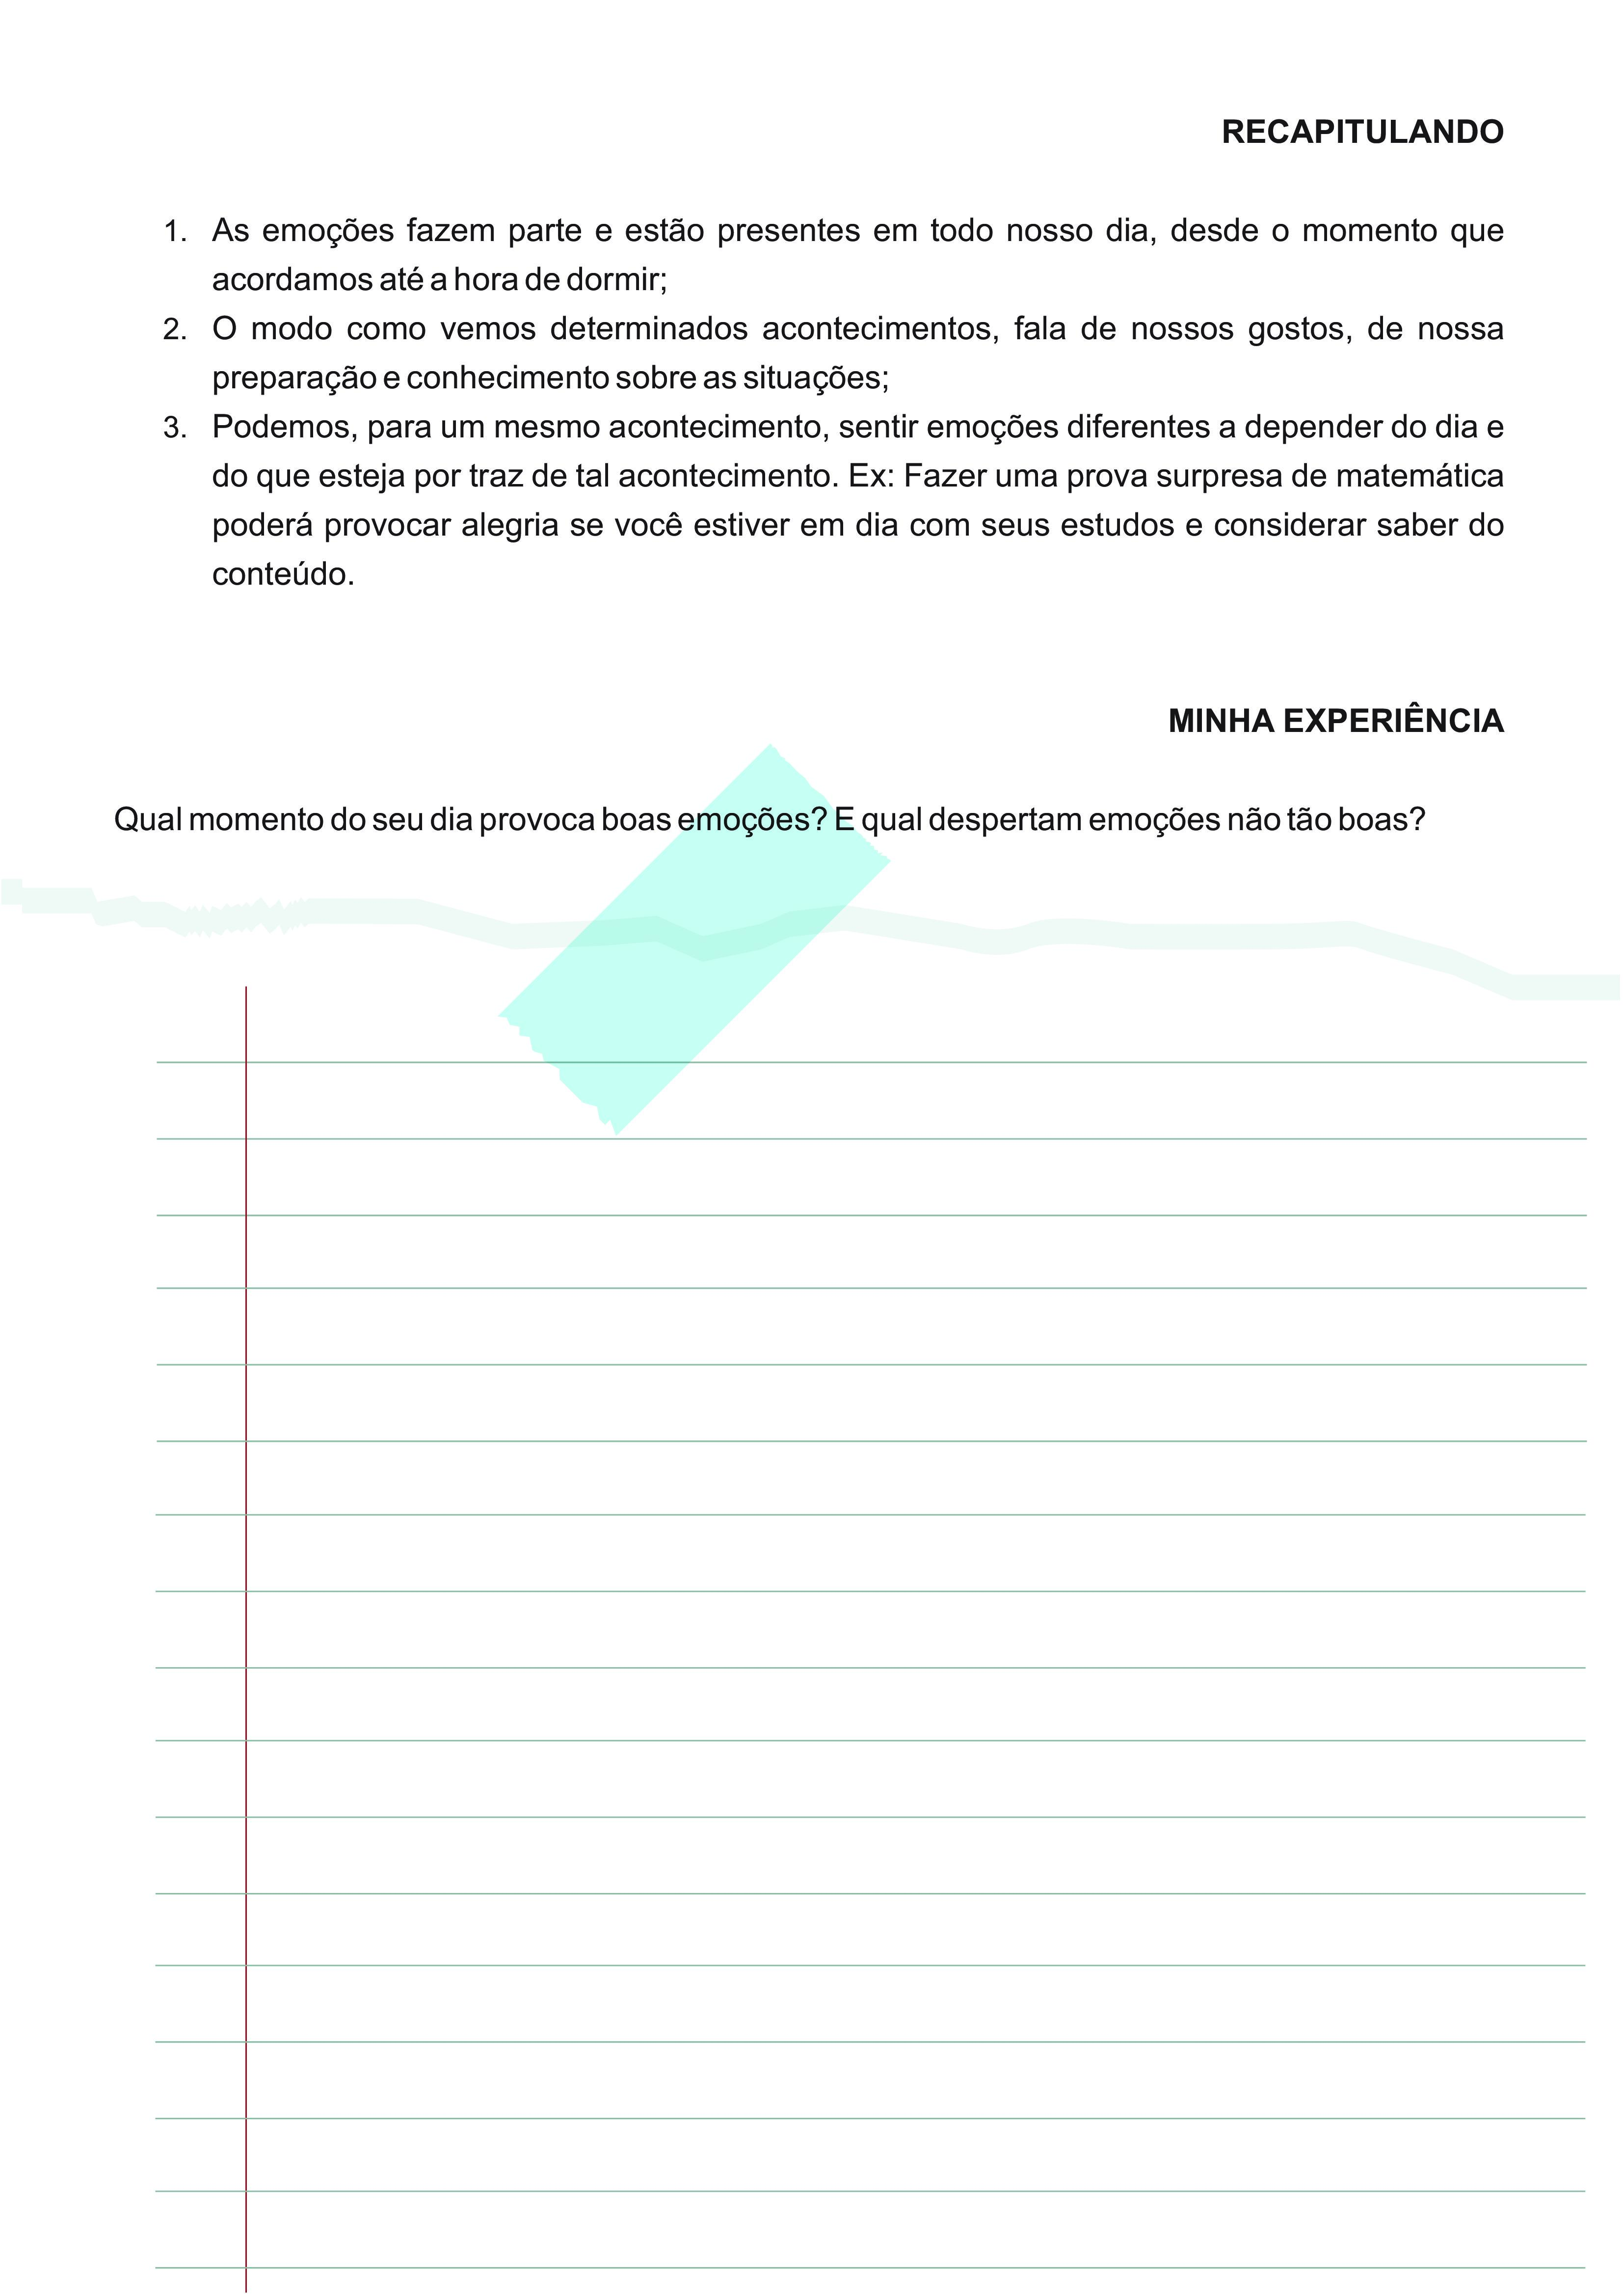 RECAPITULANDO
1. As emoções fazem parte e estão presentes em todo nosso dia, desde o momento que
acordamos até a hora de dormir;
2. O modo como vemos determinados acontecimentos, fala de nossos gostos, de nossa
preparação e conhecimento sobre as situações;
3. Podemos, para um mesmo acontecimento, sentir emoções diferentes a depender do dia e
do que esteja por traz de tal acontecimento. Ex: Fazer uma prova surpresa de matemática
poderá provocar alegria se você estiver em dia com seus estudos e considerar saber do
conteúdo.
MINHA EXPERIÊNCIA
Qual momento do seu dia provoca boas emoções? E qual despertam emoções não tão boas?